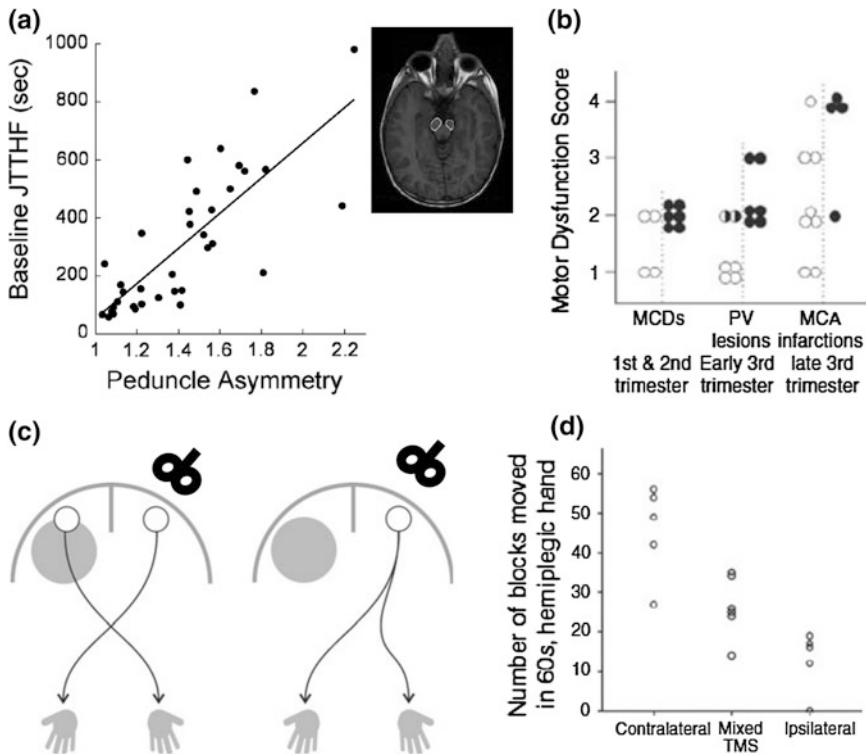 (a)
Baseline JTTHF (sec)
1000
800
600
400
200
0
1 1.2 1.4 1.6 1.8 2 2.2
Peduncle Asymmetry
(b)
Motor Dysfunction Score
4
3
2
1
MCDs PV MCA
lesions infarctions
1st & 2nd Early 3rd late 3rd
trimester trimester trimester
(c)
(d)
Number of blocks moved
in 60s, hemiplegic hand
60
50
40
30
20
10
0
Contralateral Mixed Ipsilateral
TMS